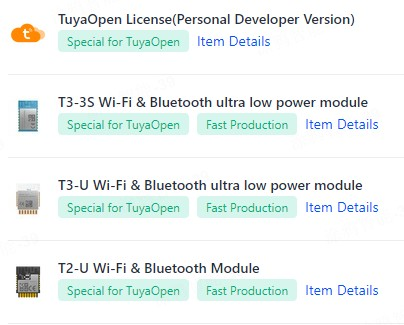 TuyaOpen License(Personal Developer Version)
Special for TuyaOpen Item Details
T3-3S Wi-Fi & Bluetooth ultra low power module
Special for TuyaOpen Fast Production Item Details
T3-U Wi-Fi & Bluetooth ultra low power module
Special for TuyaOpen Fast Production Item Details
T2-U Wi-Fi & Bluetooth Module
Special for TuyaOpen Fast Production Item Details